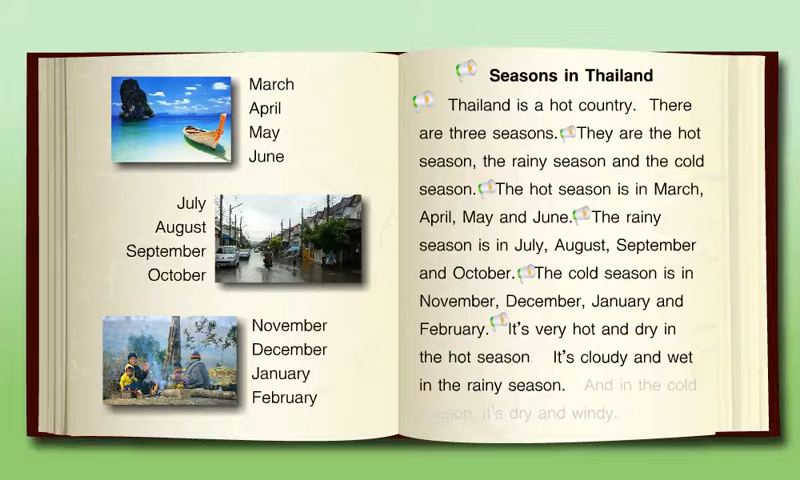 March
April
May
June
July
August
September
October
November
December
January
February
Seasons in Thailand
Thailand is a hot country. There
are three seasons. They are the hot
season, the rainy season and the cold
season. The hot season is in March,
April, May and June. The rainy
season is in July, August, September
and October. The cold season is in
November, December, January and
February. It's very hot and dry in
the hot season It's cloudy and wet
in the rainy season. And in the cold
season, it's dry and windy.